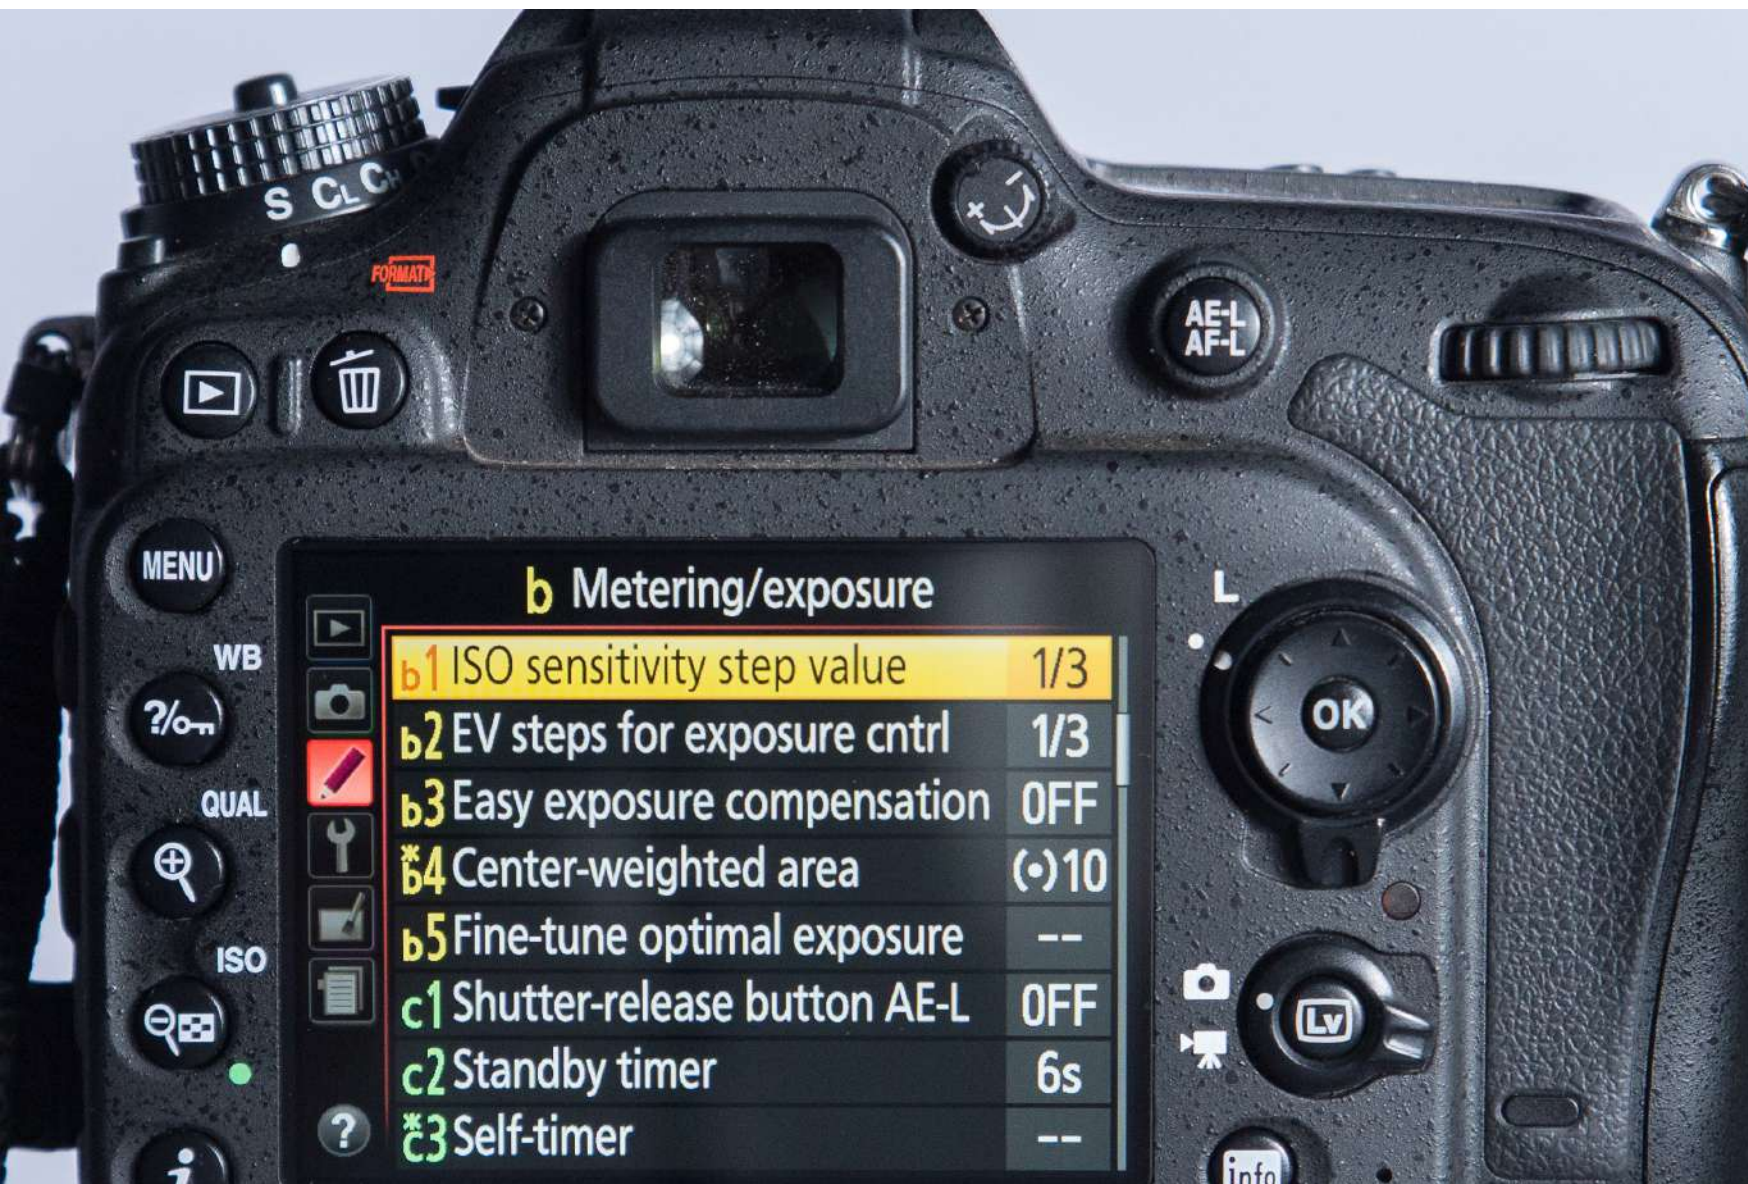 S CL CH
FORMAT
AE-L
AF-L
MENU
WB
?/
QUAL
ISO
i
b Metering/exposure
b1 ISO sensitivity step value 1/3
b2 EV steps for exposure cntrl 1/3
b3 Easy exposure compensation OFF
b4 Center-weighted area (•)10
b5 Fine-tune optimal exposure --
c1 Shutter-release button AE-L OFF
c2 Standby timer 6s
c3 Self-timer --
?
L
OK
Lv
info